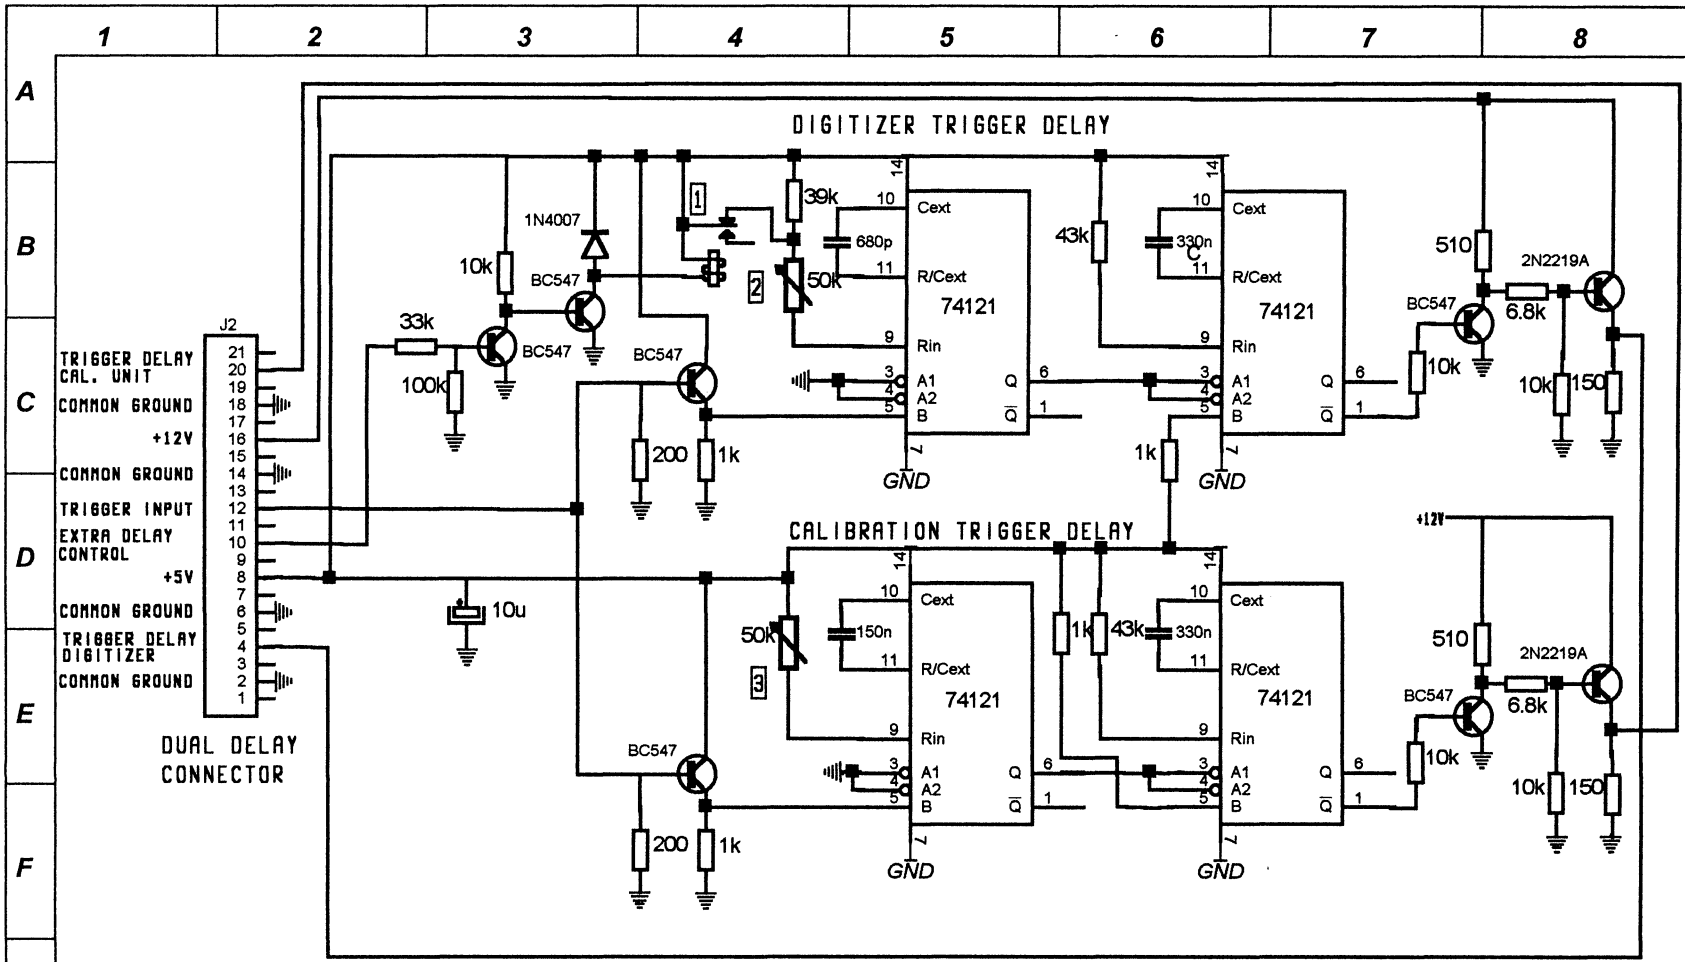 1 2 3 4 5 6 7 8
A
DIGITIZER TRIGGER DELAY
14 14
1 39k 10 Cext 10 Cext
1N4007
B 680p 43k 330n 510
C
10k 11 R/Cext 11 R/Cext 2N2219A
BC547 2 50k
74121 74121 BC547 6.8k
J2 33k
BC547 BC547 9 Rin 9 Rin
TRIGGER DELAY 21
CAL. UNIT 20
100k 3 A1 Q 6 3 A1 Q 6 10k
19 4 A2 4 A2 10k 150
C COMMON GROUND 18
5 B Q 1 5 B Q 1
17
+12V 16
15 200 1k 7 1k 7
COMMON GROUND 14 GND GND
13
TRIGGER INPUT 12
11 CALIBRATION TRIGGER DELAY +12V
EXTRA DELAY 10
CONTROL
D 9 14 14
+5V 8
7 10 Cext 10 Cext
COMMON GROUND 6 + 10u
5 50k 150n 1k 43k 330n 510
TRIGGER DELAY 4
DIGITIZER 3 11 R/Cext 11 R/Cext 2N2219A
COMMON GROUND 2 3
1 74121 74121 BC547 6.8k
E
DUAL DELAY 9 Rin 9 Rin
CONNECTOR BC547 10k
3 A1 Q 6 3 A1 Q 6
4 A2 4 A2 10k 150
5 B Q 1 5 B Q 1
200 1k 7 7
F GND GND